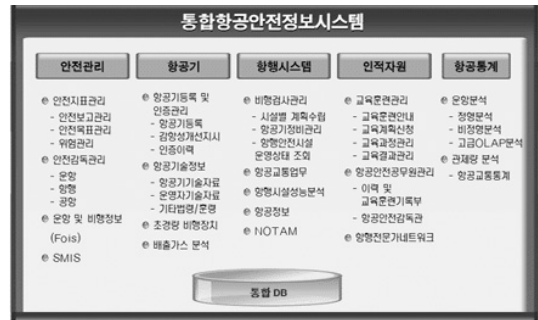 통합항공안전정보시스템
안전관리
안전지표관리
- 안전보고관리
- 안전목표관리
- 위험관리
안전감독관리
- 운항
- 항행
- 공항
운항 및 비행정보
(Fois)
SMIS
항공기
항공기등록 및
인증관리
- 항공기등록
- 감항성개선지시
- 인증이력
항공기술정보
- 항공기기술자료
- 운영자기술자료
- 기타법령/훈령
초경량 비행장치
배출가스 분석
항행시스템
비행검사관리
- 시설별 계획수립
- 항공기정비관리
- 항행안전시설
운영상태 조회
항공교통업무
항행시설성능분석
항공정보
NOTAM
인적자원
교육훈련관리
- 교육훈련안내
- 교육계획신청
- 교육과정관리
- 교육결과관리
항공안전공무원관리
- 이력 및
교육훈련기록부
- 항공안전감독관
항행전문가네트워크
항공통계
운항분석
- 정명분석
- 비정명분석
- 고급OLAP분석
관제량 분석
- 항공교통통계
통합 DB